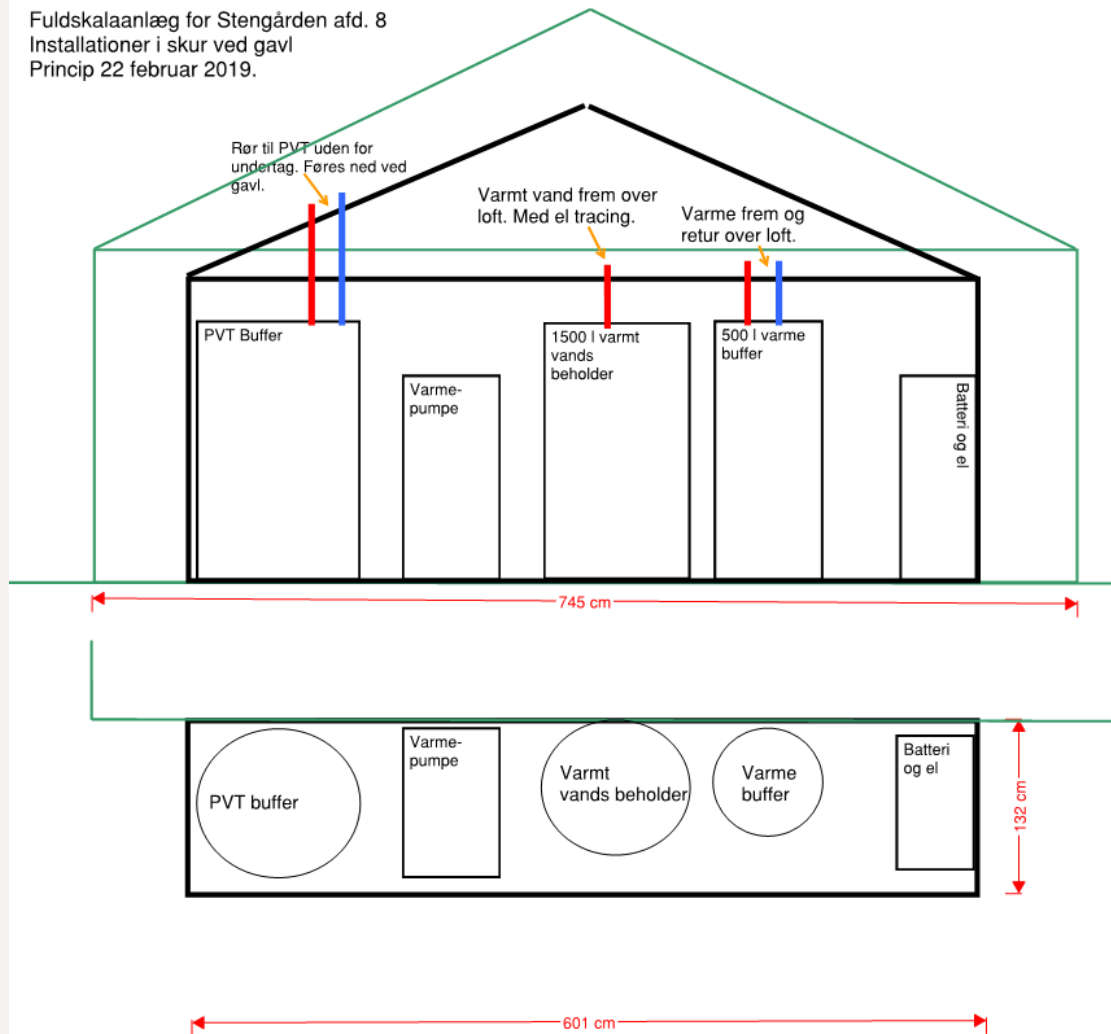 Fuldskalaanlæg for Stengården afd. 8
Installationer i skur ved gavl
Princip 22 februar 2019.
Rør til PVT uden for
undertag. Føres ned ved
gavl.
Varmt vand frem over
loft. Med el tracing.
Varme frem og
retur over loft.
PVT Buffer
Varme-
pumpe
1500 l varmt
vands
beholder
500 l varme
buffer
Batteri og el
745 cm
PVT buffer
Varme-
pumpe
Varmt
vands beholder
Varme
buffer
Batteri
og el
132 cm
601 cm